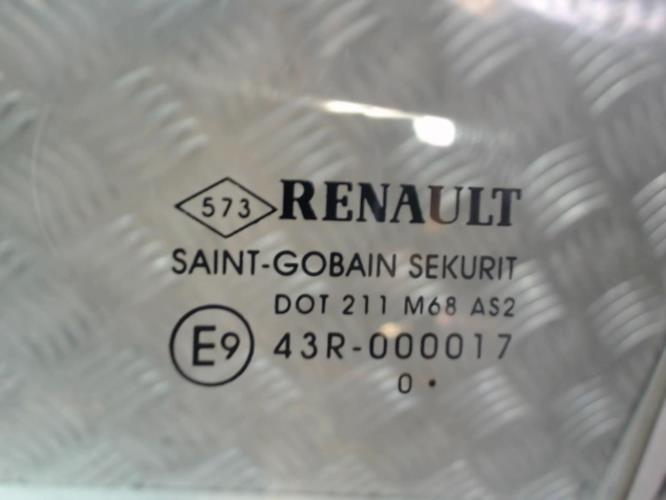 573 RENAULT
SAINT-GOBAIN SEKURIT
DOT 211 M68 AS2
E9 43R-000017
0 •